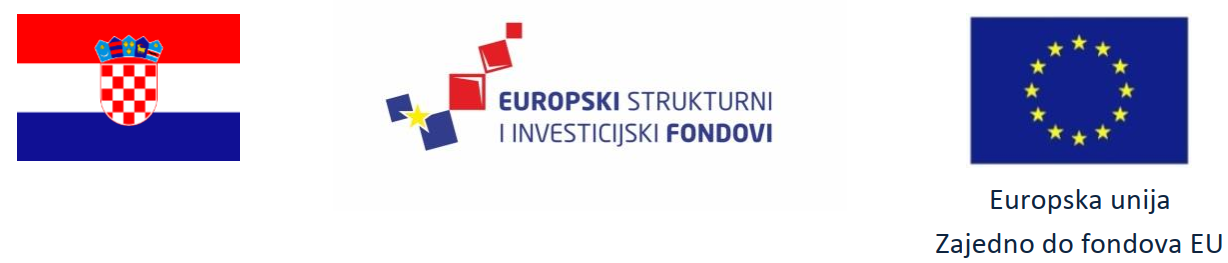 EUROPSKI STRUKTURNI
I INVESTICIJSKI FONDOVI
Europska unija
Zajedno do fondova EU